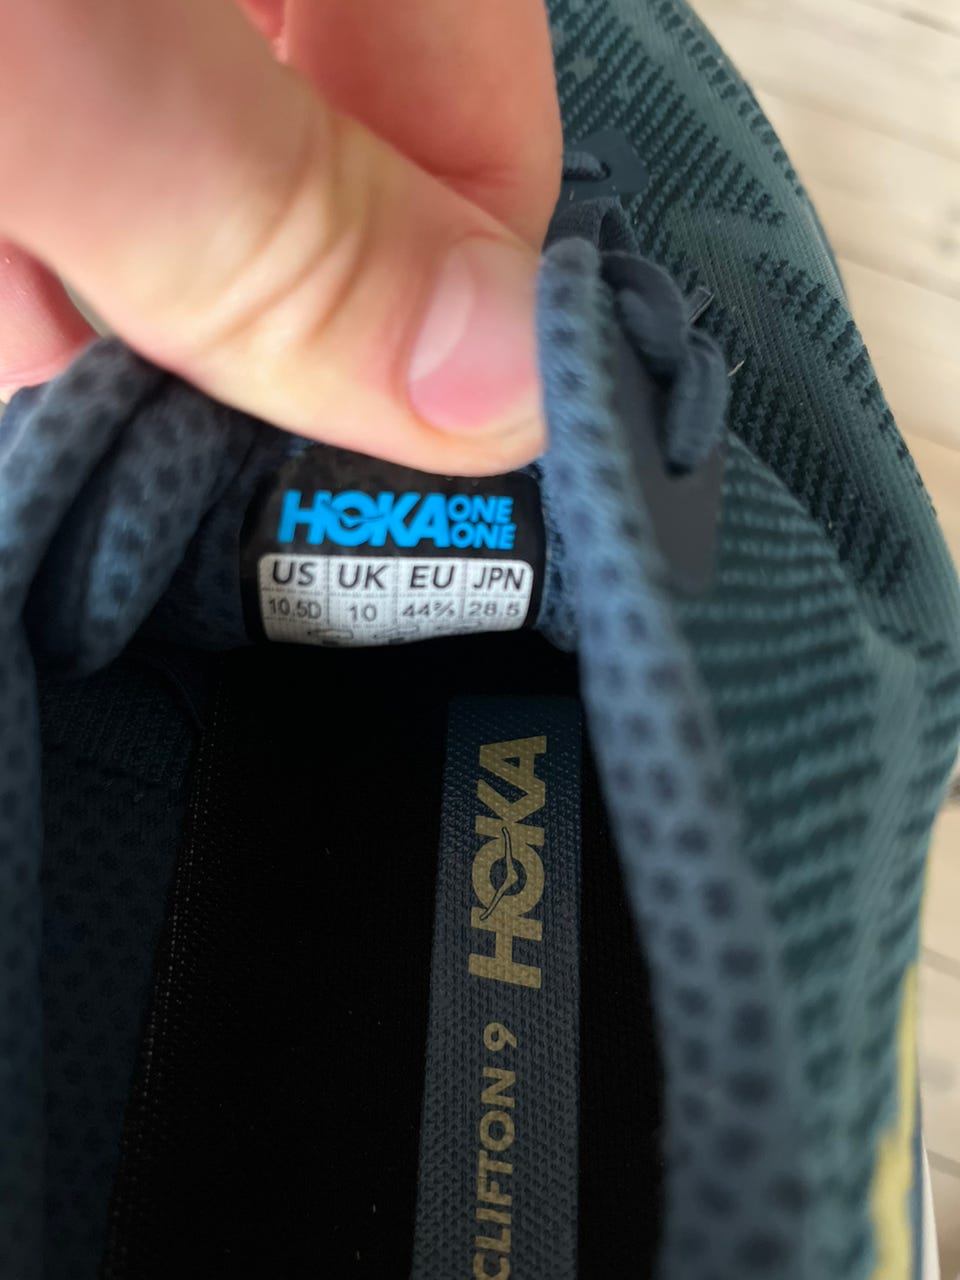 HOKA ONE ONE
US UK EU JPN
10.5D 10 44⅔ 28.5
HOKA
CLIFTON 9